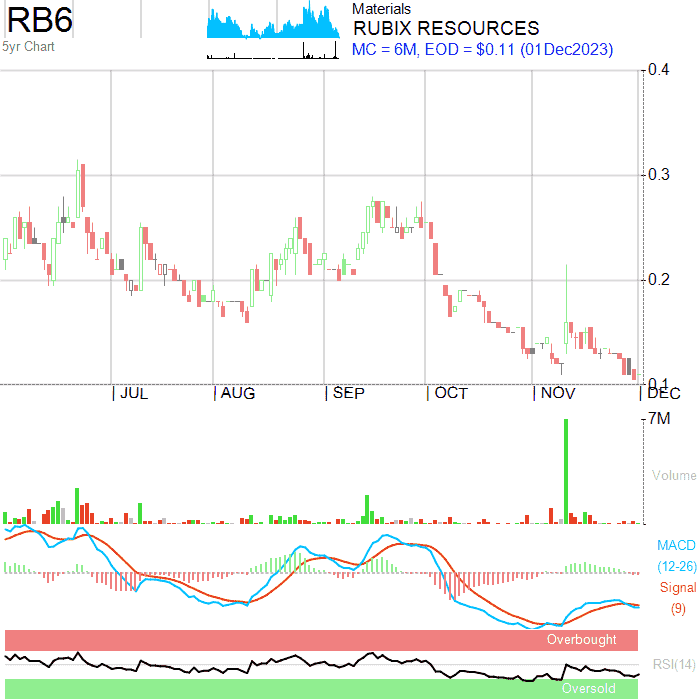 RB6
Materials
RUBIX RESOURCES
5yr Chart
MC = 6M, EOD = $0.11 (01Dec2023)
0.4
0.3
0.2
0.1
JUL AUG SEP OCT NOV DEC
7M
Volume
MACD
(12-26)
Signal
(9)
Overbought
RSI(14)
Oversold